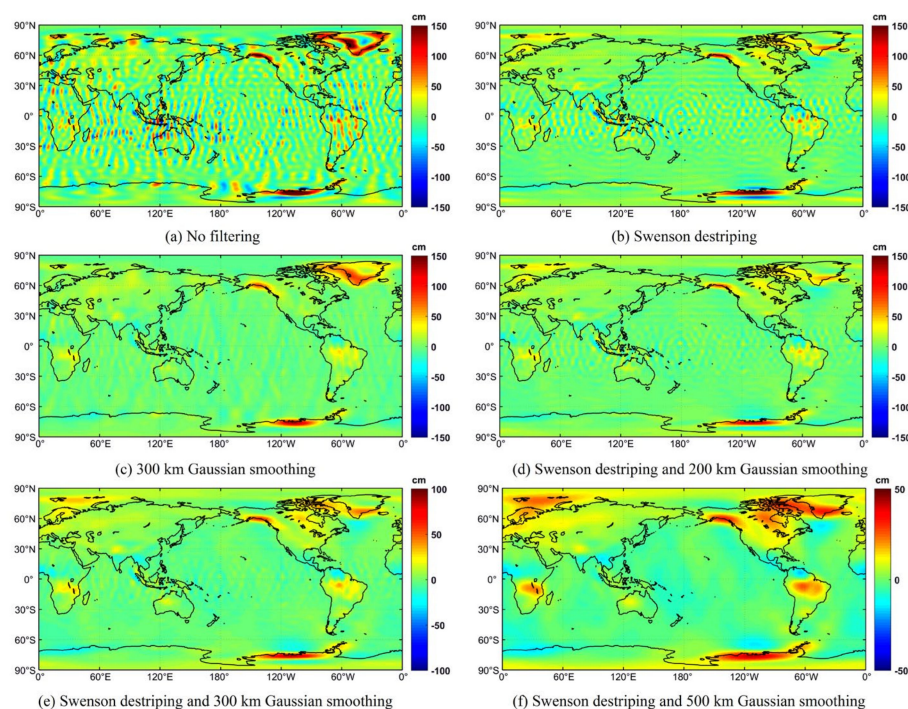 cm cm
90°N 150 90°N 150
60°N 100 60°N 100
30°N 50 30°N 50
0° 0 0° 0
30°S -50 30°S -50
60°S -100 60°S -100
90°S -150 90°S -150
0° 60°E 120°E 180° 120°W 60°W 0° 0° 60°E 120°E 180° 120°W 60°W 0°
(a) No filtering (b) Swenson destriping
cm cm
90°N 150 90°N 150
60°N 100 60°N 100
30°N 50 30°N 50
0° 0 0° 0
30°S -50 30°S -50
60°S -100 60°S -100
90°S -150 90°S -150
0° 60°E 120°E 180° 120°W 60°W 0° 0° 60°E 120°E 180° 120°W 60°W 0°
(c) 300 km Gaussian smoothing (d) Swenson destriping and 200 km Gaussian smoothing
cm cm
90°N 100 90°N 50
60°N 60°N
30°N 50 30°N
0° 0 0° 0
30°S -50 30°S
60°S 60°S
90°S -100 90°S -50
0° 60°E 120°E 180° 120°W 60°W 0° 0° 60°E 120°E 180° 120°W 60°W 0°
(e) Swenson destriping and 300 km Gaussian smoothing (f) Swenson destriping and 500 km Gaussian smoothing